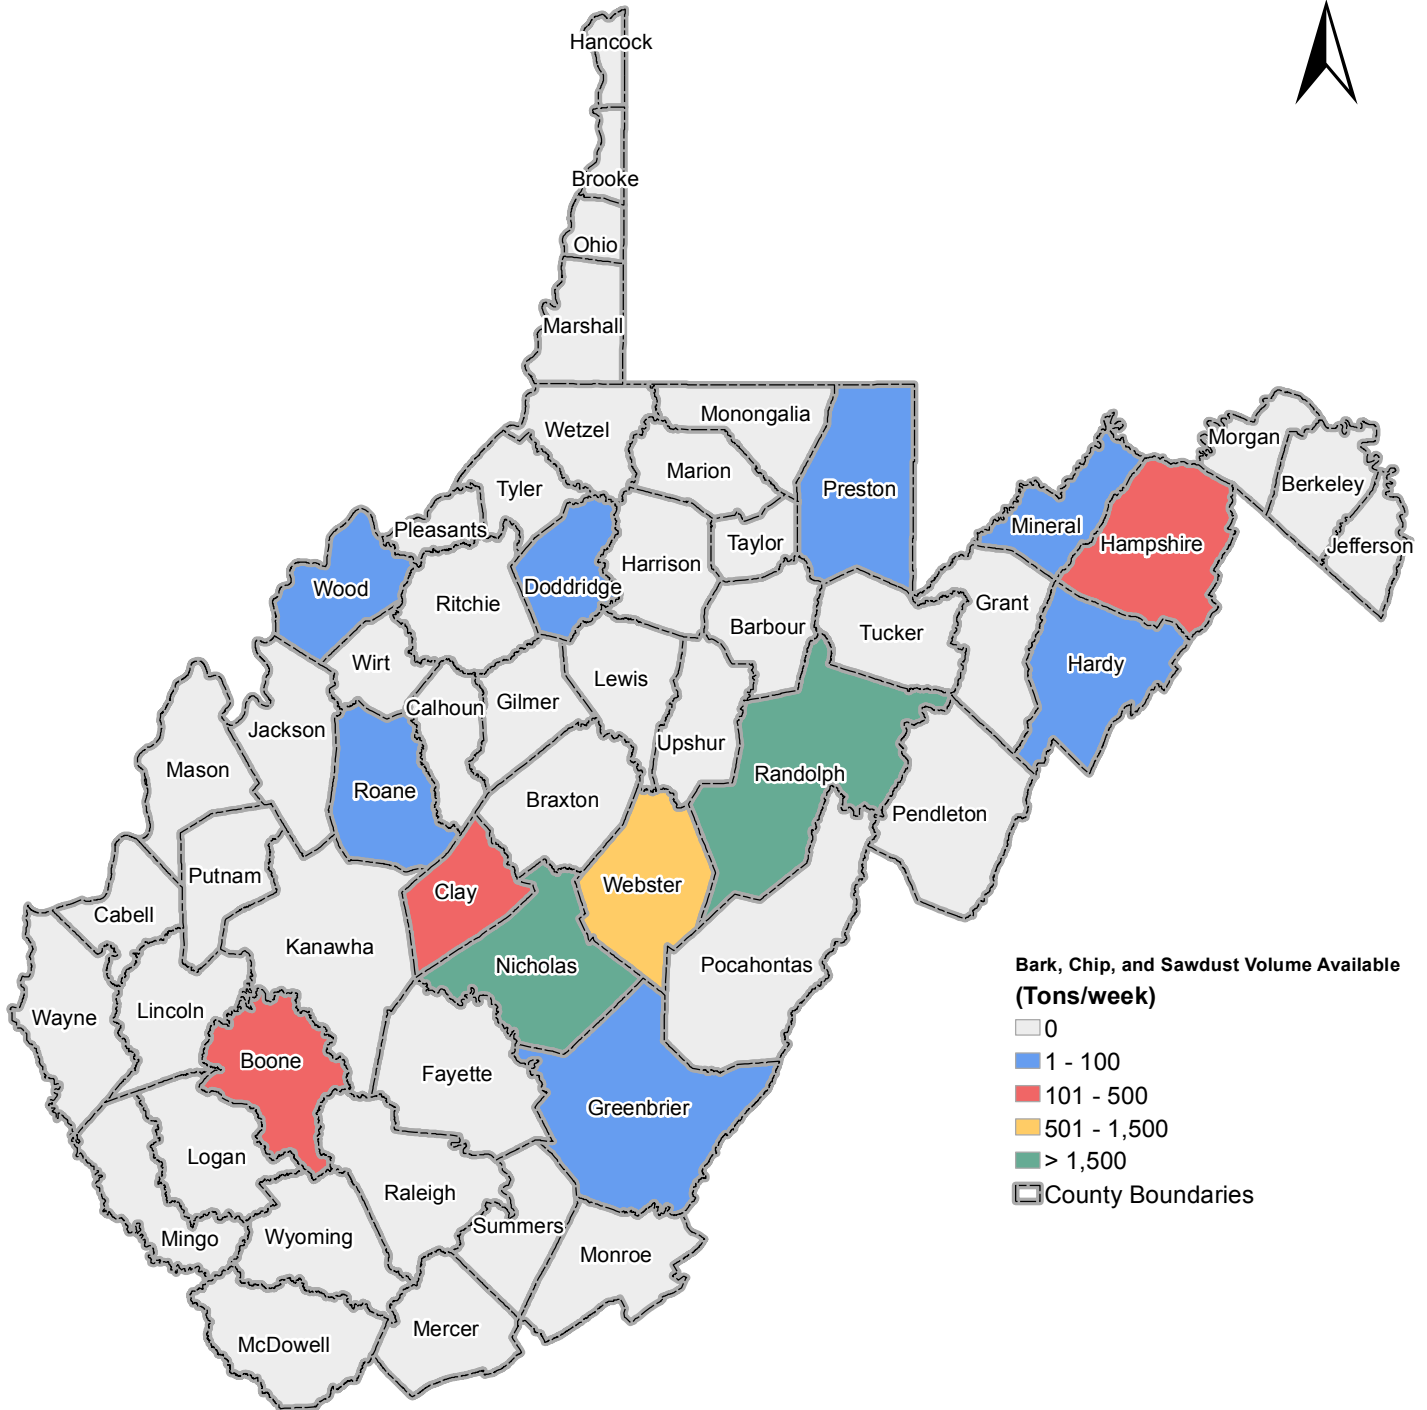 Hancock
Brooke
Ohio
Marshall
Wetzel
Monongalia
Marion
Preston
Tyler
Pleasants
Morgan
Berkeley
Jefferson
Mineral
Hampshire
Taylor
Harrison
Doddridge
Wood
Ritchie
Grant
Barbour
Tucker
Hardy
Wirt
Lewis
Gilmer
Calhoun
Jackson
Upshur
Mason
Randolph
Roane
Braxton
Pendleton
Putnam
Clay
Webster
Cabell
Kanawha
Nicholas
Pocahontas
Wayne
Lincoln
Boone
Fayette
Greenbrier
Logan
Raleigh
Summers
Mingo
Wyoming
Monroe
Mercer
McDowell
Bark, Chip, and Sawdust Volume Available
(Tons/week)
0
1 - 100
101 - 500
501 - 1,500
> 1,500
County Boundaries